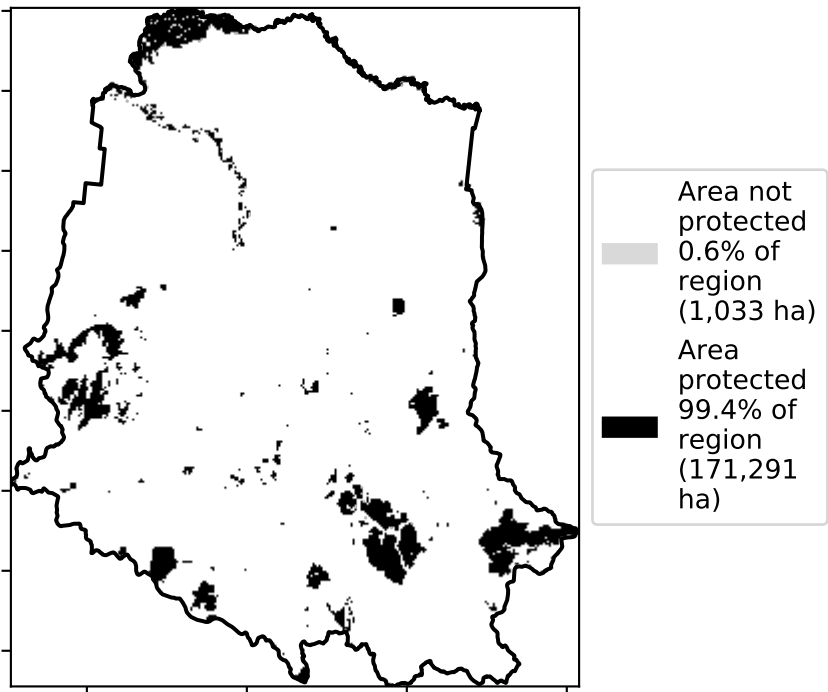 Area not
protected
0.6% of
region
(1,033 ha)
Area
protected
99.4% of
region
(171,291
ha)